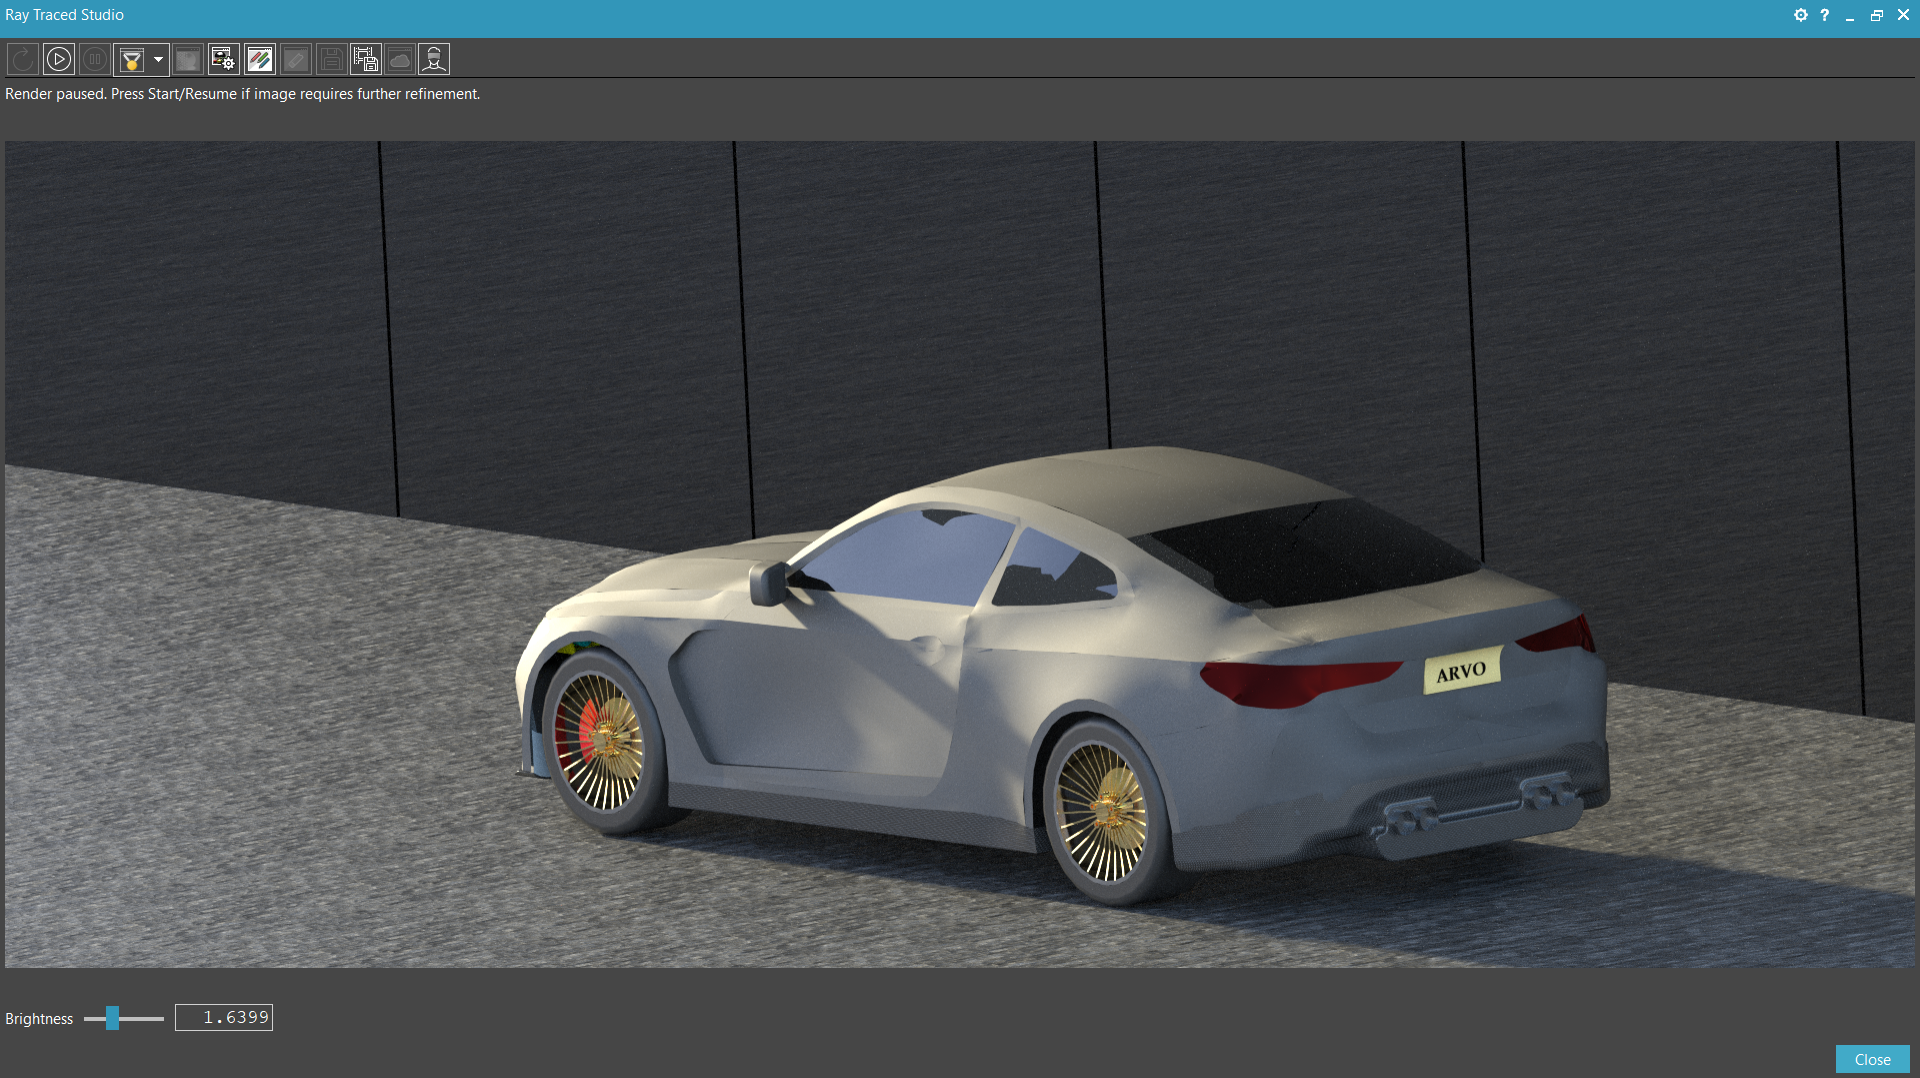 Ray Traced Studio
Render paused. Press Start/Resume if image requires further refinement.
ARVO
Brightness 1.6399
Close